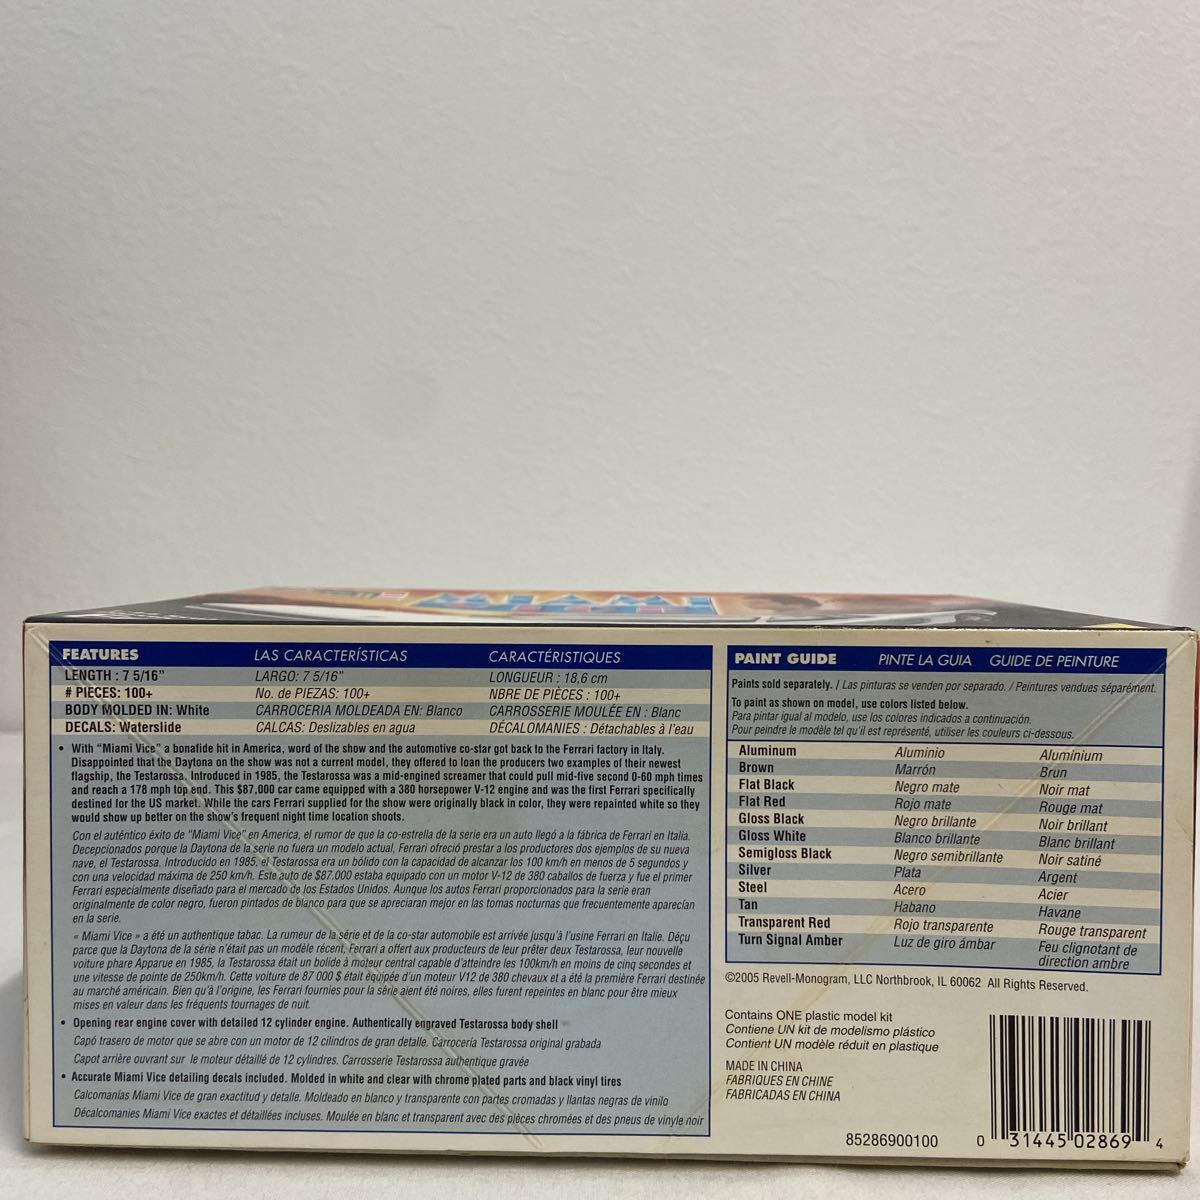 FEATURES LAS CARACTERÍSTICAS CARACTÉRISTIQUES
LENGTH : 7 5/16" LARGO: 7 5/16" LONGUEUR : 18,6 cm
# PIECES: 100+ No. de PIEZAS: 100+ NBRE DE PIÈCES : 100+
BODY MOLDED IN: White CARROCERIA MOLDEADA EN: Blanco CARROSSERIE MOULÉE EN : Blanc
DECALS: Waterslide CALCAS: Deslizables en agua DÉCALOMANIES : Détachables à l'eau
• With "Miami Vice" a bonafide hit in America, word of the show and the automotive co-star got back to the Ferrari factory in Italy.
Disappointed that the Daytona on the show was not a current model, they offered to loan the producers two examples of their newest
flagship, the Testarossa. Introduced in 1985, the Testarossa was a mid-engined screamer that could pull mid-five second 0-60 mph times
and reach a 178 mph top end. This $87,000 car came equipped with a 380 horsepower V-12 engine and was the first Ferrari specifically
destined for the US market. While the cars Ferrari supplied for the show were originally black in color, they were repainted white so they
would show up better on the show's frequent night time location shoots.
Con el auténtico éxito de "Miami Vice" en America, el rumor de que la co-estrella de la serie era un auto llegó a la fábrica de Ferrari en Italia.
Decepcionados porque la Daytona de la serie no fuera un modelo actual, Ferrari ofreció prestar a los productores dos ejemplos de su nueva
nave, el Testarossa. Introducido en 1985, el Testarossa era un bólido con la capacidad de alcanzar los 100 km/h en menos de 5 segundos y
con una velocidad máxima de 250 km/h. Este auto de $87.000 estaba equipado con un motor V-12 de 380 caballos de fuerza y fue el primer
Ferrari especialmente diseñado para el mercado de los Estados Unidos. Aunque los autos Ferrari proporcionados para la serie eran
originalmente de color negro, fueron pintados de blanco para que se apreciaran mejor en las tomas nocturnas que frecuentemente aparecían
en la serie.
« Miami Vice » a été un authentique tabac. La rumeur de la série et de la co-star automobile est arrivée jusqu'à l'usine Ferrari en Italie. Déçu
parce que la Daytona de la série n'était pas un modèle récent, Ferrari a offert aux producteurs de leur prêter deux Testarossa, leur nouvelle
voiture phare Apparue en 1985, la Testarossa était un bolide à moteur central capable d'atteindre les 100km/h en moins de cinq secondes et
une vitesse de pointe de 250km/h. Cette voiture de 87 000 $ était équipée d'un moteur V12 de 380 chevaux et a été la première Ferrari destinée
au marché américain. Bien qu'à l'origine, les Ferrari fournies pour la série aient été noires, elles furent repeintes en blanc pour être mieux
mises en valeur dans les fréquents tournages de nuit.
• Opening rear engine cover with detailed 12 cylinder engine. Authentically engraved Testarossa body shell
Capó trasero de motor que se abre con un motor de 12 cilindros de gran detalle. Carrocería Testarossa original grabada
Capot arrière ouvrant sur le moteur détaillé de 12 cylindres. Carrosserie Testarossa authentique gravée
• Accurate Miami Vice detailing decals included. Molded in white and clear with chrome plated parts and black vinyl tires
Calcomanías Miami Vice de gran exactitud y detalle. Moldeado en blanco y transparente con partes cromadas y llantas negras de vinilo
Décalcomanies Miami Vice exactes et détaillées incluses. Moulée en blanc et transparent avec des pièces chromées et des pneus de vinyle noir
PAINT GUIDE PINTE LA GUIA GUIDE DE PEINTURE
Paints sold separately. / Las pinturas se venden por separado. / Peintures vendues séparément.
To paint as shown on model, use colors listed below.
Para pintar igual al modelo, use los colores indicados a continuación.
Pour peindre le modèle tel qu'il est représenté, utiliser les couleurs ci-dessous.
Aluminum Aluminio Aluminium
Brown Marrón Brun
Flat Black Negro mate Noir mat
Flat Red Rojo mate Rouge mat
Gloss Black Negro brillante Noir brillant
Gloss White Blanco brillante Blanc brillant
Semigloss Black Negro semibrillante Noir satiné
Silver Plata Argent
Steel Acero Acier
Tan Habano Havane
Transparent Red Rojo transparente Rouge transparent
Turn Signal Amber Luz de giro ámbar Feu clignotant de
direction ambre
©2005 Revell-Monogram, LLC Northbrook, IL 60062 All Rights Reserved.
Contains ONE plastic model kit
Contiene UN kit de modelismo plástico
Contient UN modèle réduit en plastique
MADE IN CHINA
FABRIQUES EN CHINE
FABRICADAS EN CHINA
85286900100
0 31445 02869 4